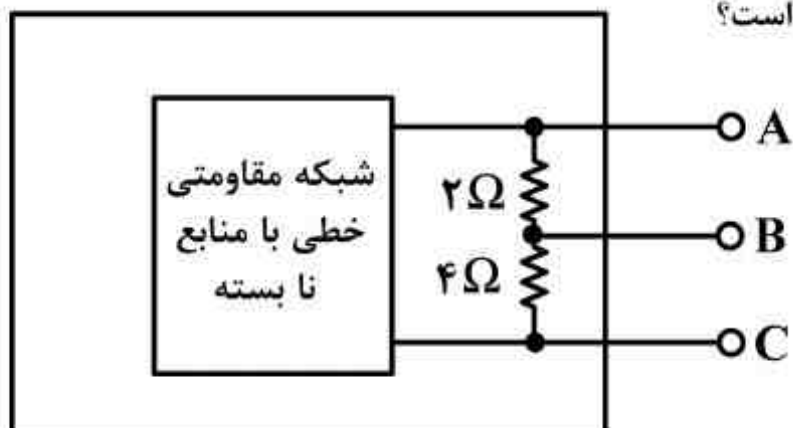 است؟
A
شبکه مقاومتی
خطی با منابع
نا بسته
۲Ω
B
۴Ω
C